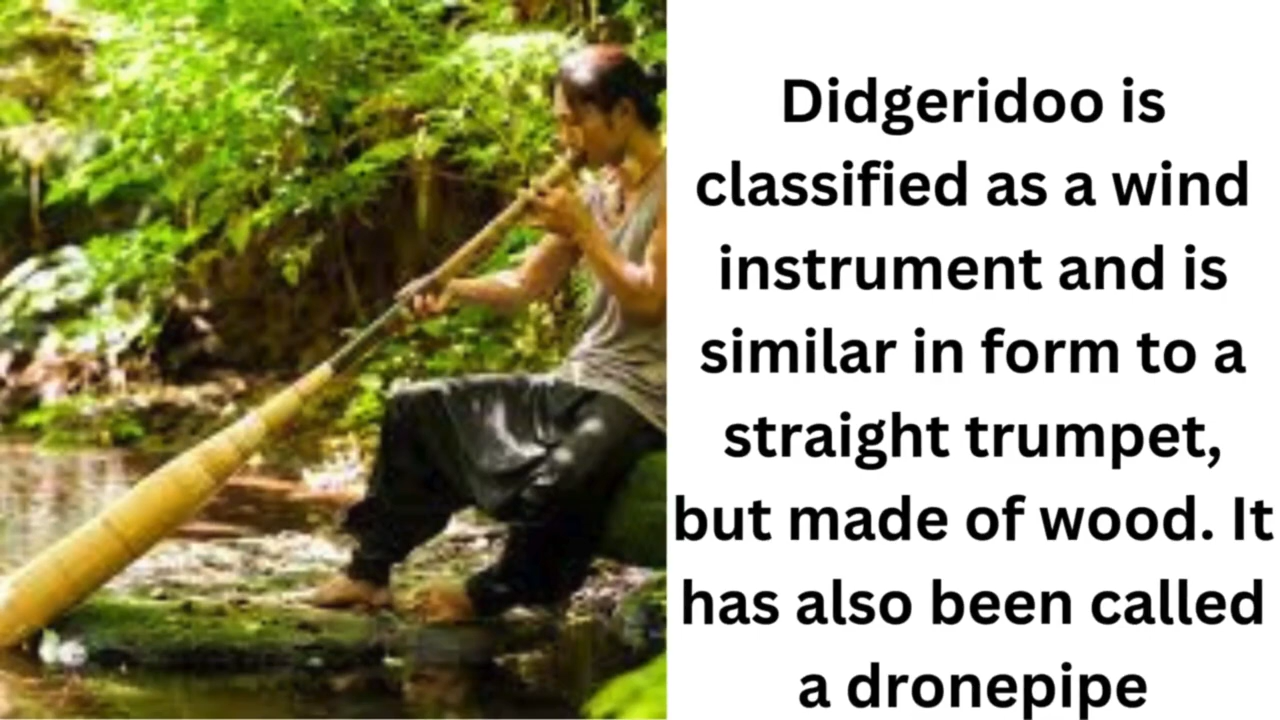 Didgeridoo is
classified as a wind
instrument and is
similar in form to a
straight trumpet,
but made of wood. It
has also been called
a dronepipe